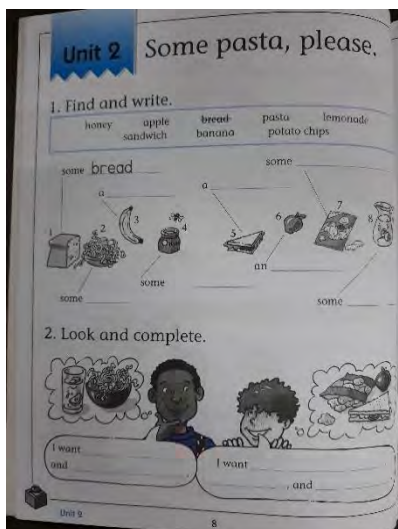 Unit 2
Some pasta, please.
1. Find and write.
honey apple bread pasta lemonade
sandwich banana potato chips
some bread
some
a
a
1
2
3
4
5
6
7
8
an
some
some
some
2. Look and complete.
I want
and
I want
, and
Unit 2
8